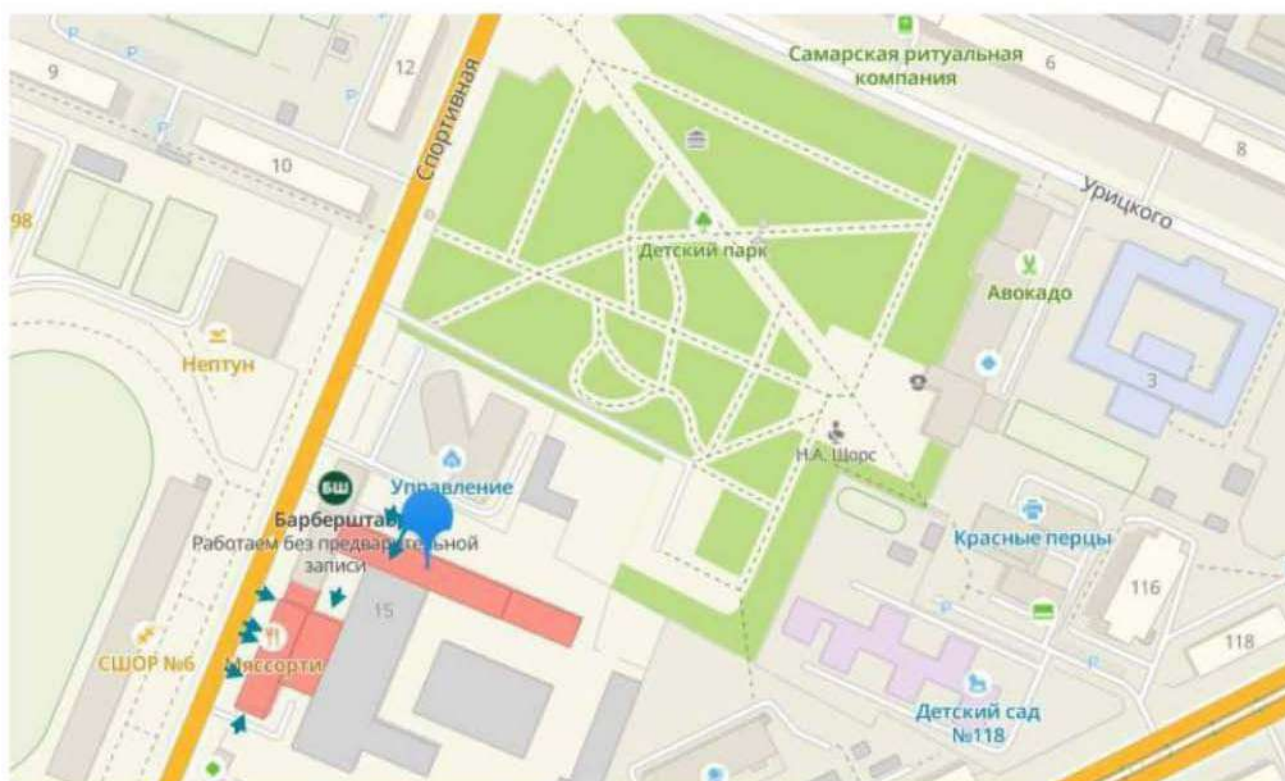 P
P
9
12
P
P
10
98
Спортивная
Самарская ритуальная
компания
6
8
Урицкого
Детский парк
Авокадо
Нептун
3
Н.А. Щорс
Управление
БШ
Барбершта
Работаем без предварительной
записи
Красные перцы
15
116
P
118
P
СШОР №6
Мяссорти
Детский сад
№118